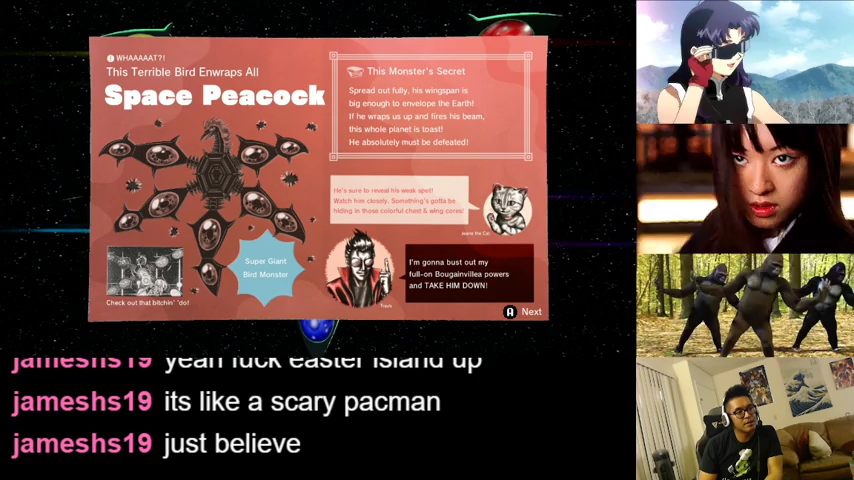 WHAAAAAT?!
This Terrible Bird Enwraps All
Space Peacock
This Monster's Secret
Spread out fully, his wingspan is
big enough to envelope the Earth!
If he wraps us up and fires his beam,
this whole planet is toast!
He absolutely must be defeated!
He's sure to reveal his weak spot!
Watch him closely. Something's gotta be
hiding in those colorful chest & wing cores!
Jeane the Cat
Super Giant
Bird Monster
I'm gonna bust out my
full-on Bougainvillea powers
and TAKE HIM DOWN!
Travis
Check out that bitchin' 'do!
A Next
jameshs19 yeah fuck easter island up
jameshs19 its like a scary pacman
jameshs19 just believe